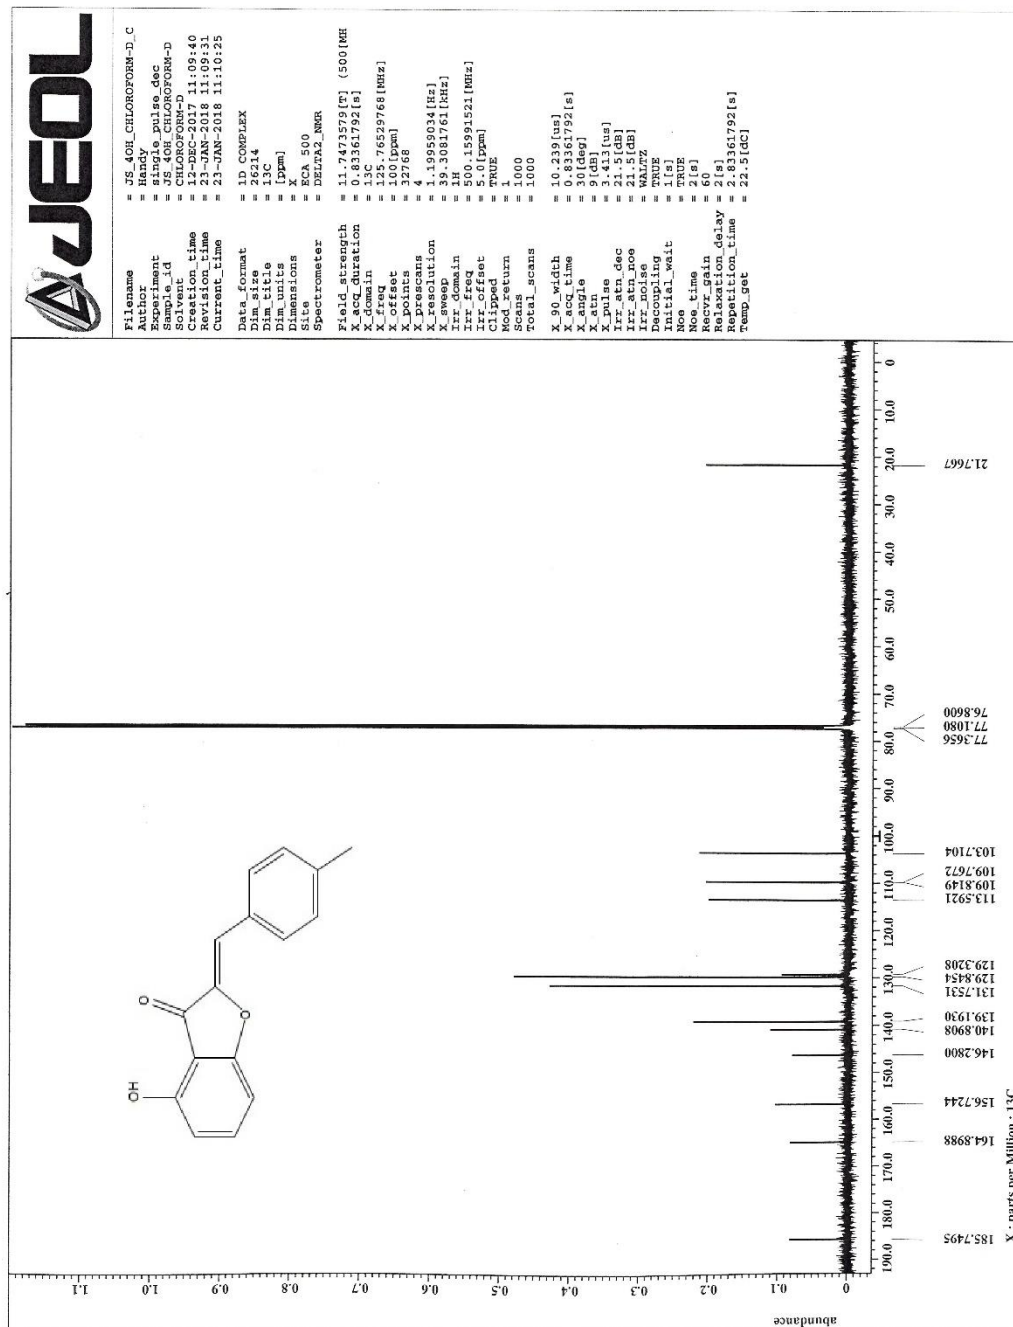 JEOL
Filename = JS_4OH_CHLOROFORM-D_C
Author = Handy
Experiment = single_pulse_dec
Sample_id = JS_4OH_CHLOROFORM-D
Solvent = CHLOROFORM-D
Creation_time = 12-DEC-2017 11:09:40
Revision_time = 23-JAN-2018 11:09:31
Current_time = 23-JAN-2018 11:10:25
Data_format = 1D COMPLEX
Dim_size = 26214
Dim_title = 13C
Dim_units = [ppm]
Dimensions = X
Site = ECA 500
Spectrometer = DELTA2_NMR
Field_strength = 11.7473579[T] (500[MH
X_acq_duration = 0.83361792[s]
X_domain = 13C
X_freq = 125.76529768[MHz]
X_offset = 100[ppm]
X_points = 32768
X_prescans = 4
X_resolution = 1.19959034[Hz]
X_sweep = 39.3081761[kHz]
Irr_domain = 1H
Irr_freq = 500.15991521[MHz]
Irr_offset = 5.0[ppm]
Clipped = TRUE
Mod_return = 1
Scans = 1000
Total_scans = 1000
X_90_width = 10.239[us]
X_acq_time = 0.83361792[s]
X_angle = 30[deg]
X_atn = 9[dB]
X_pulse = 3.413[us]
Irr_atn_dec = 21.5[dB]
Irr_atn_noe = 21.5[dB]
Irr_noise = WALTZ
Decoupling = TRUE
Initial_wait = 1[s]
Noe = TRUE
Noe_time = 2[s]
Recvr_gain = 60
Relaxation_delay = 2[s]
Repetition_time = 2.83361792[s]
Temp_get = 22.5[dC]
abundance
0 0.1 0.2 0.3 0.4 0.5 0.6 0.7 0.8 0.9 1.0 1.1
OH
O
O
190.0 180.0 170.0 160.0 150.0 140.0 130.0 120.0 110.0 100.0 90.0 80.0 70.0 60.0 50.0 40.0 30.0 20.0 10.0 0
185.7495
164.8988
156.7244
146.2800
140.8908
139.1930
131.7531
129.8454
129.3208
113.5921
109.8149
109.7672
103.7104
77.3656
77.1080
76.8600
21.7667
X : parts per Million : 13C